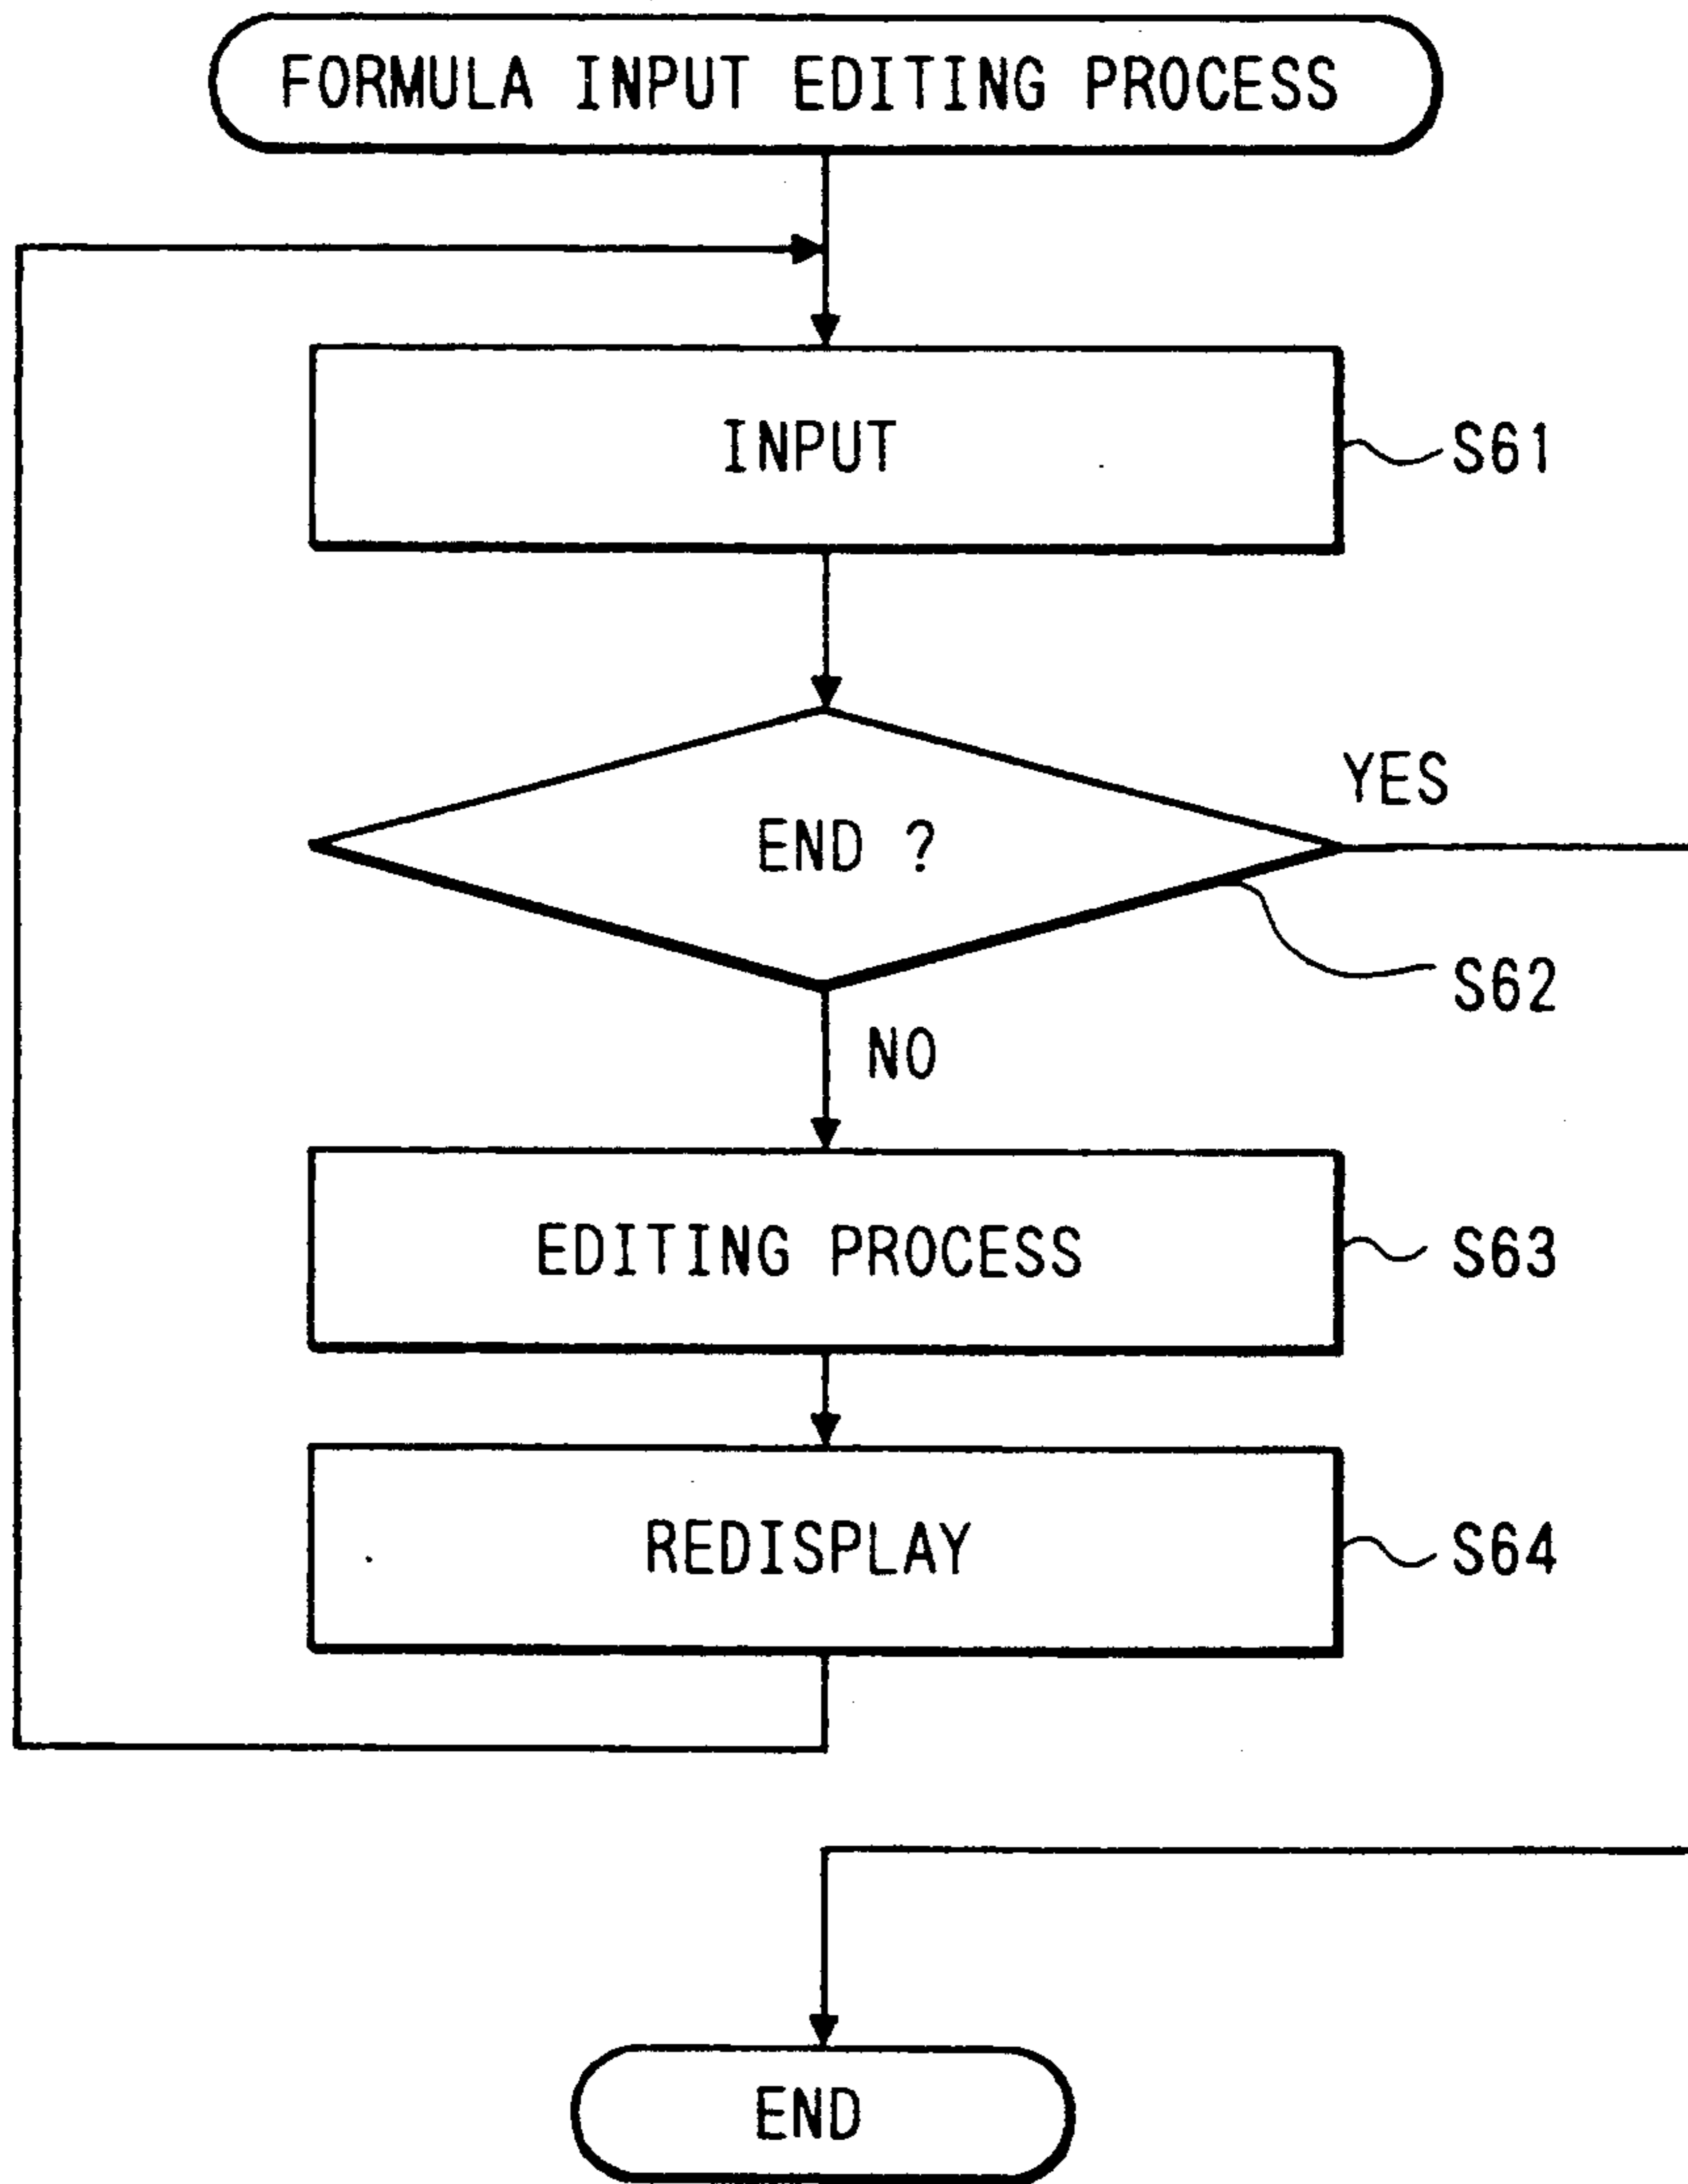 FORMULA INPUT EDITING PROCESS
INPUT
S61
YES
END ?
S62
NO
EDITING PROCESS
S63
REDISPLAY
S64
END